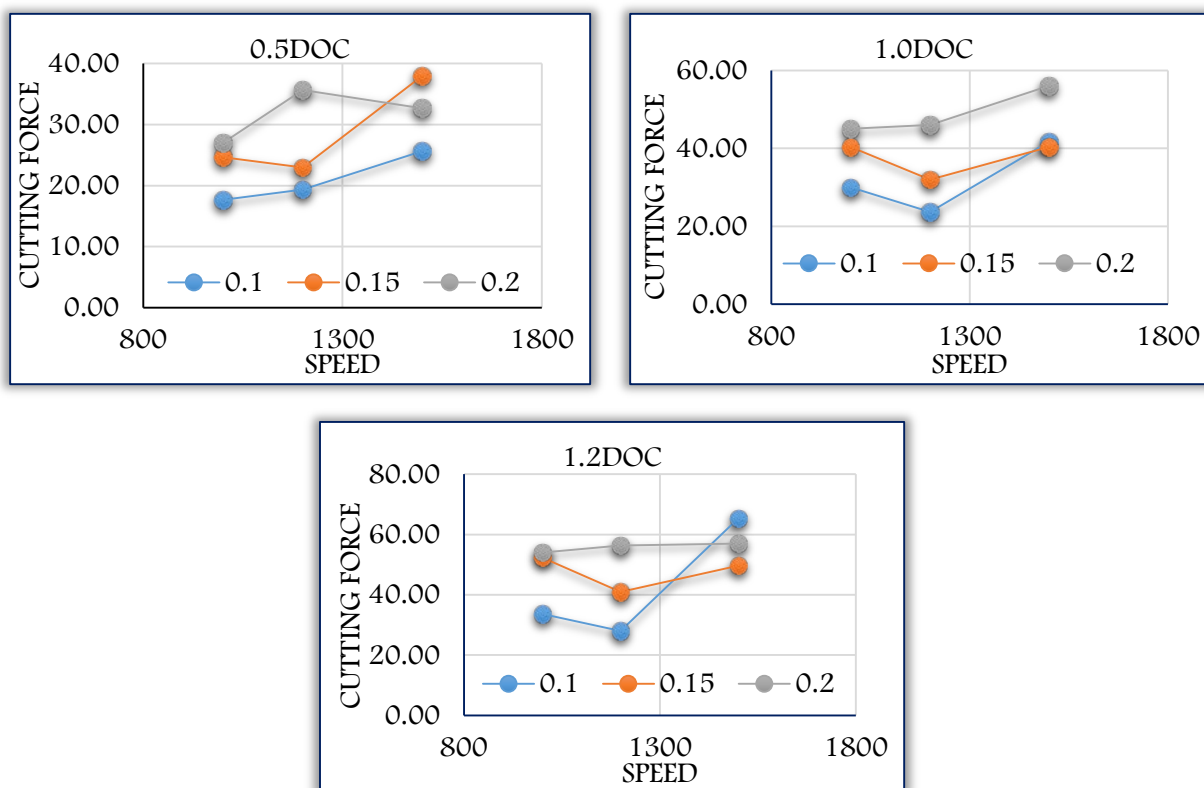 0.5DOC
40.00
30.00
20.00
10.00
0.00
CUTTING FORCE
0.1 0.15 0.2
800 1300 1800
SPEED
1.0DOC
60.00
40.00
20.00
0.00
CUTTING FORCE
0.1 0.15 0.2
800 1300 1800
SPEED
1.2DOC
80.00
60.00
40.00
20.00
0.00
CUTTING FORCE
0.1 0.15 0.2
800 1300 1800
SPEED